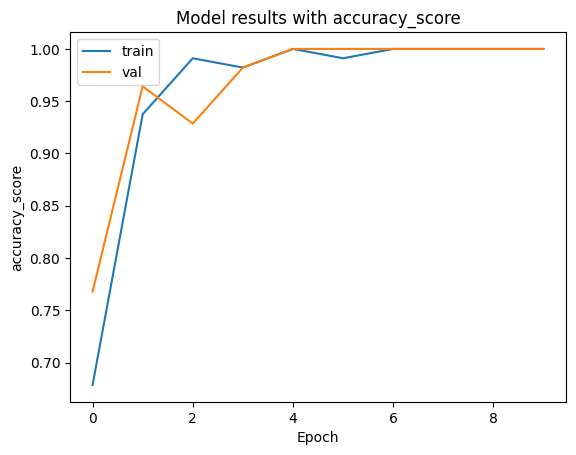 Model results with accuracy_score
train
val
1.00
0.95
0.90
0.85
0.80
0.75
0.70
accuracy_score
0 2 4 6 8
Epoch